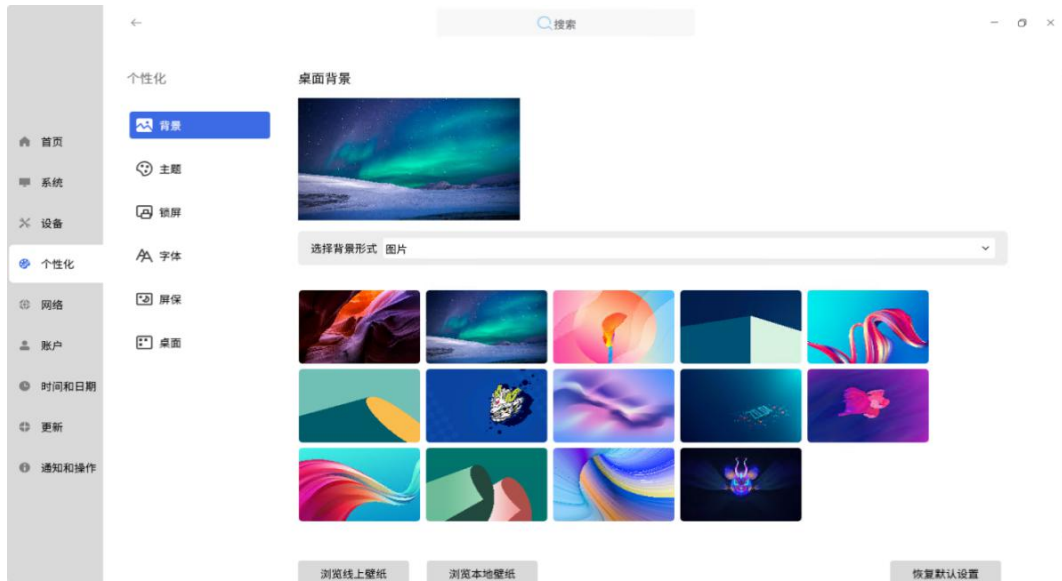 搜索
首页
系统
设备
个性化
网络
账户
时间和日期
更新
通知和操作
个性化
背景
主题
锁屏
字体
屏保
桌面
桌面背景
选择背景形式 图片
浏览线上壁纸
浏览本地壁纸
恢复默认设置